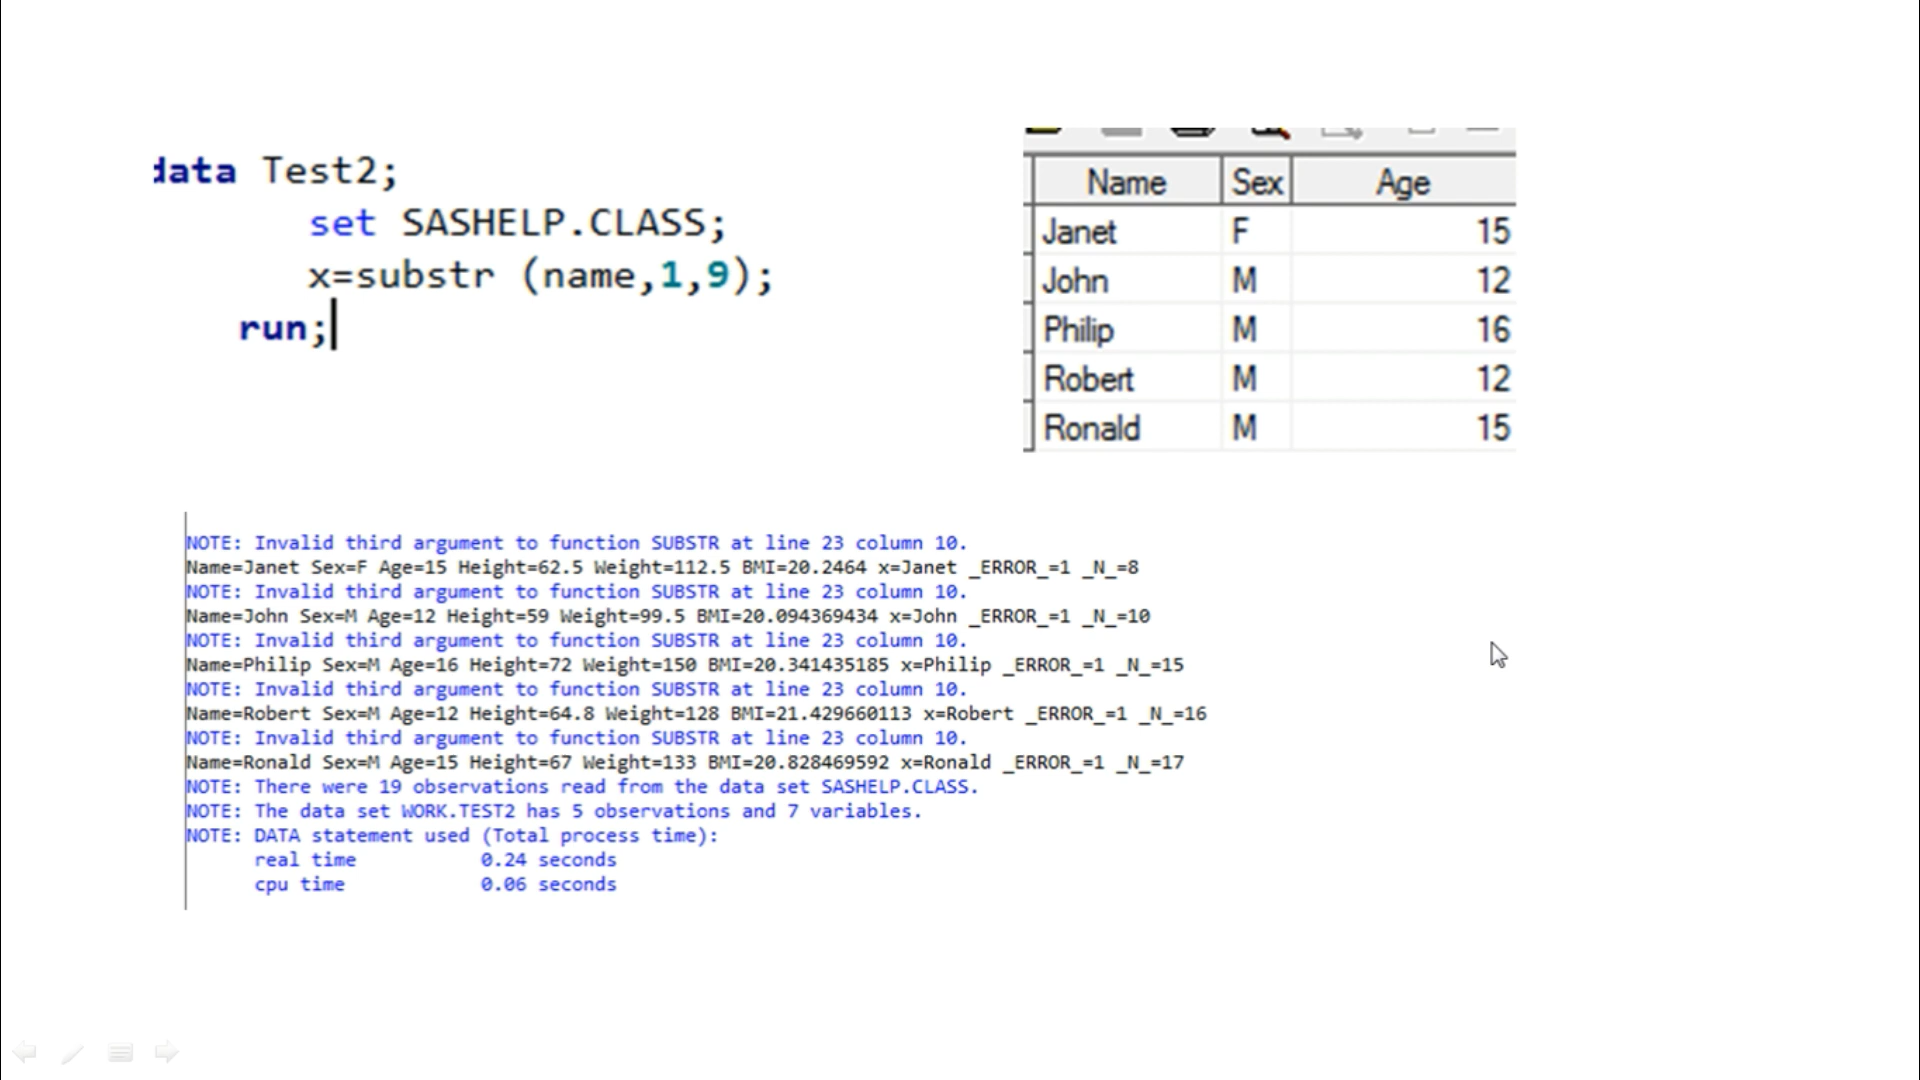 data Test2;
set SASHELP.CLASS;
x=substr (name,1,9);
run;
Name Sex Age
Janet F 15
John M 12
Philip M 16
Robert M 12
Ronald M 15
NOTE: Invalid third argument to function SUBSTR at line 23 column 10.
Name=Janet Sex=F Age=15 Height=62.5 Weight=112.5 BMI=20.2464 x=Janet _ERROR_=1 _N_=8
NOTE: Invalid third argument to function SUBSTR at line 23 column 10.
Name=John Sex=M Age=12 Height=59 Weight=99.5 BMI=20.094369434 x=John _ERROR_=1 _N_=10
NOTE: Invalid third argument to function SUBSTR at line 23 column 10.
Name=Philip Sex=M Age=16 Height=72 Weight=150 BMI=20.341435185 x=Philip _ERROR_=1 _N_=15
NOTE: Invalid third argument to function SUBSTR at line 23 column 10.
Name=Robert Sex=M Age=12 Height=64.8 Weight=128 BMI=21.429660113 x=Robert _ERROR_=1 _N_=16
NOTE: Invalid third argument to function SUBSTR at line 23 column 10.
Name=Ronald Sex=M Age=15 Height=67 Weight=133 BMI=20.828469592 x=Ronald _ERROR_=1 _N_=17
NOTE: There were 19 observations read from the data set SASHELP.CLASS.
NOTE: The data set WORK.TEST2 has 5 observations and 7 variables.
NOTE: DATA statement used (Total process time):
real time 0.24 seconds
cpu time 0.06 seconds